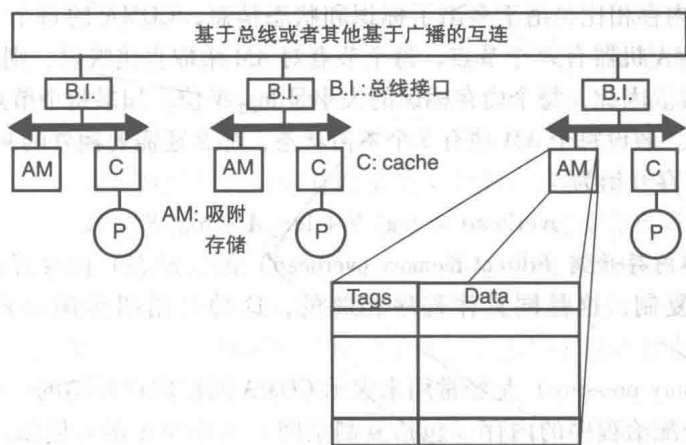 基于总线或者其他基于广播的互连
B.I.
B.I.:总线接口
B.I.
B.I.
AM
C
AM
C
C: cache
AM
C
P
AM: 吸附
存储
P
P
Tags
Data